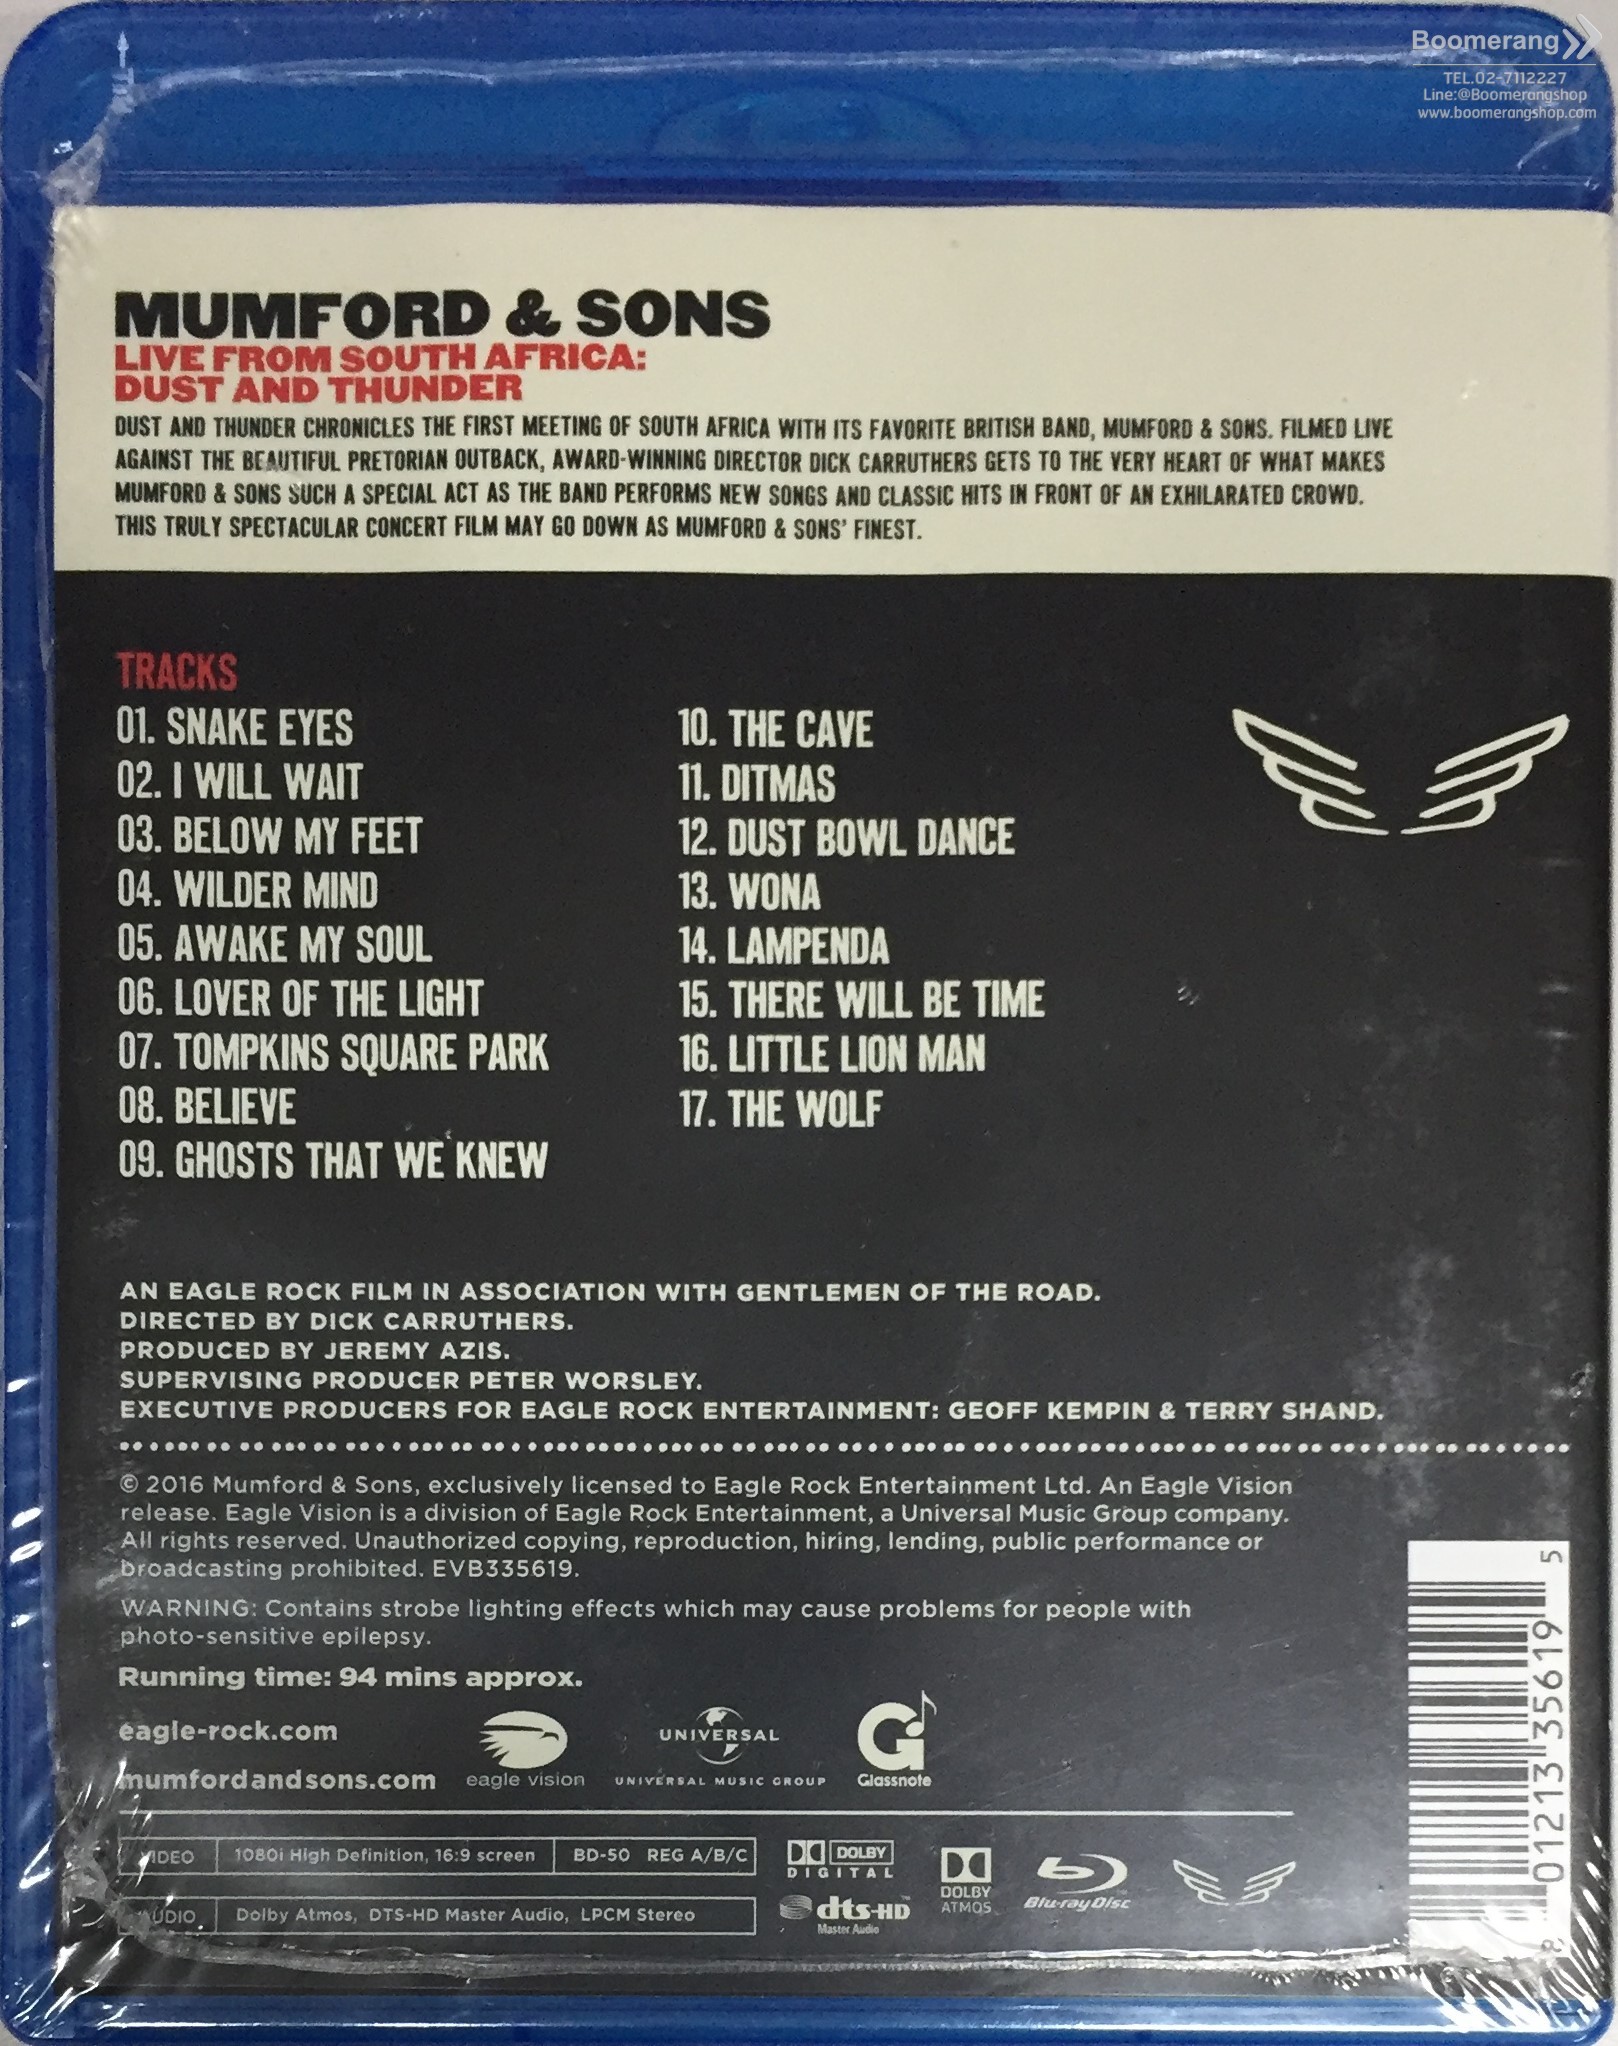 Boomerang
TEL.02-7112227
Line:@Boomerangshop
www.boomerangshop.com
MUMFORD & SONS
LIVE FROM SOUTH AFRICA:
DUST AND THUNDER
DUST AND THUNDER CHRONICLES THE FIRST MEETING OF SOUTH AFRICA WITH ITS FAVORITE BRITISH BAND, MUMFORD & SONS. FILMED LIVE
AGAINST THE BEAUTIFUL PRETORIAN OUTBACK, AWARD-WINNING DIRECTOR DICK CARRUTHERS GETS TO THE VERY HEART OF WHAT MAKES
MUMFORD & SONS SUCH A SPECIAL ACT AS THE BAND PERFORMS NEW SONGS AND CLASSIC HITS IN FRONT OF AN EXHILARATED CROWD.
THIS TRULY SPECTACULAR CONCERT FILM MAY GO DOWN AS MUMFORD & SONS' FINEST.
TRACKS
01. SNAKE EYES
02. I WILL WAIT
03. BELOW MY FEET
04. WILDER MIND
05. AWAKE MY SOUL
06. LOVER OF THE LIGHT
07. TOMPKINS SQUARE PARK
08. BELIEVE
09. GHOSTS THAT WE KNEW
10. THE CAVE
11. DITMAS
12. DUST BOWL DANCE
13. WONA
14. LAMPENDA
15. THERE WILL BE TIME
16. LITTLE LION MAN
17. THE WOLF
AN EAGLE ROCK FILM IN ASSOCIATION WITH GENTLEMEN OF THE ROAD.
DIRECTED BY DICK CARRUTHERS.
PRODUCED BY JEREMY AZIS.
SUPERVISING PRODUCER PETER WORSLEY.
EXECUTIVE PRODUCERS FOR EAGLE ROCK ENTERTAINMENT: GEOFF KEMPIN & TERRY SHAND.
© 2016 Mumford & Sons, exclusively licensed to Eagle Rock Entertainment Ltd. An Eagle Vision
release. Eagle Vision is a division of Eagle Rock Entertainment, a Universal Music Group company.
All rights reserved. Unauthorized copying, reproduction, hiring, lending, public performance or
broadcasting prohibited. EVB335619.
WARNING: Contains strobe lighting effects which may cause problems for people with
photo-sensitive epilepsy.
Running time: 94 mins approx.
eagle-rock.com
mumfordandsons.com
eagle vision
UNIVERSAL
UNIVERSAL MUSIC GROUP
G
Glassnote
VIDEO 1080i High Definition, 16:9 screen BD-50 REG A/B/C
AUDIO Dolby Atmos, DTS-HD Master Audio, LPCM Stereo
DOLBY
DIGITAL
dts-HD
Master Audio
DOLBY
ATMOS
Blu-ray Disc
8 01213 35619 5